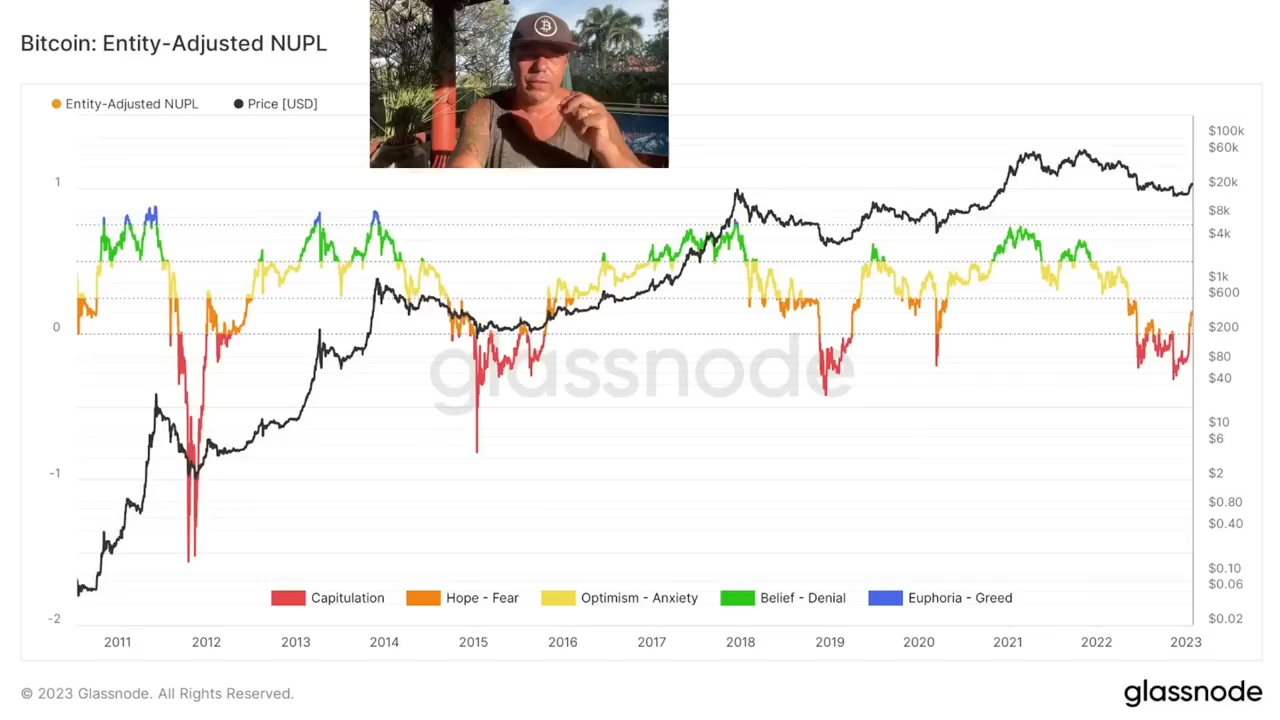 Bitcoin: Entity-Adjusted NUPL
Entity-Adjusted NUPL Price [USD]
1
0
-1
-2
$100k
$60k
$20k
$8k
$4k
$1k
$600
$200
$80
$40
$10
$6
$2
$0.80
$0.40
$0.10
$0.06
$0.02
glassnode
Capitulation Hope - Fear Optimism - Anxiety Belief - Denial Euphoria - Greed
2011 2012 2013 2014 2015 2016 2017 2018 2019 2020 2021 2022 2023
© 2023 Glassnode. All Rights Reserved.
glassnode